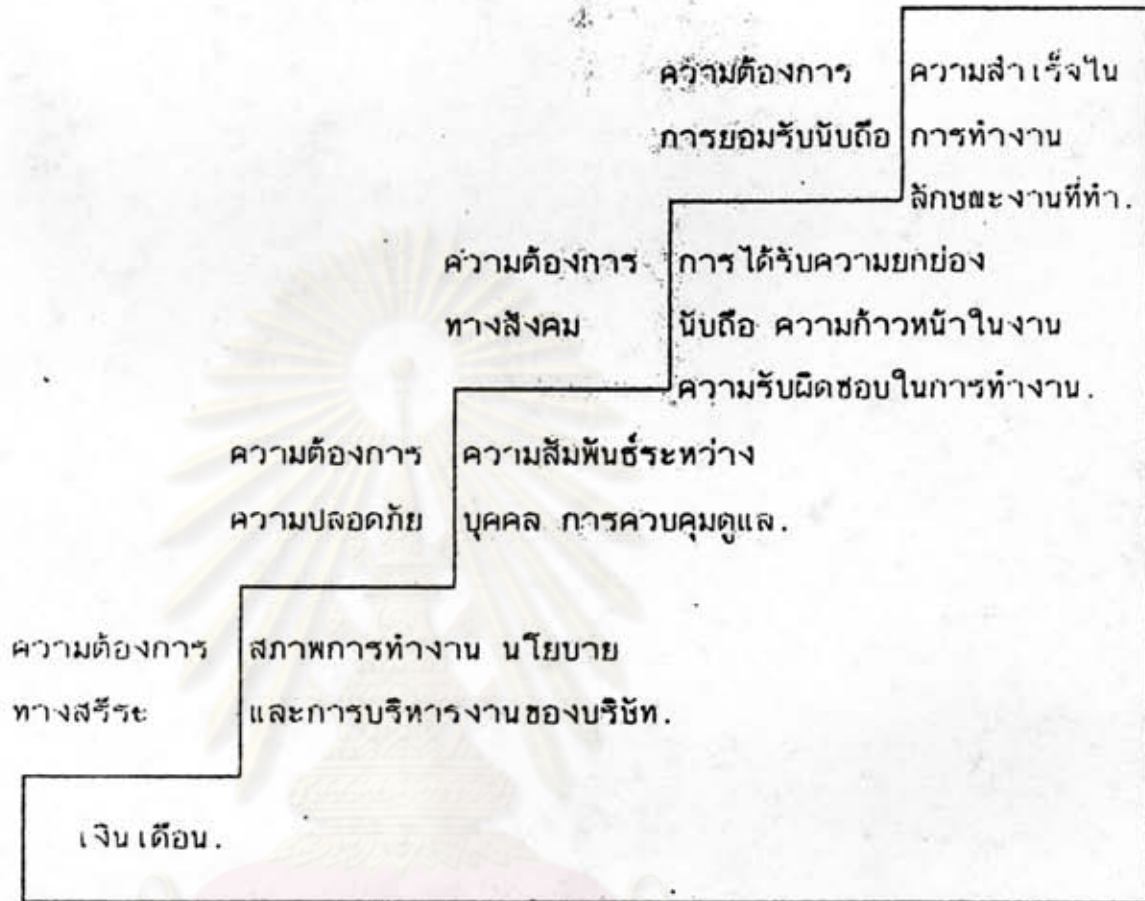 ความต้องการ ความสำเร็จใน
การยอมรับนับถือ การทำงาน
ลักษณะงานที่ทำ.
ความต้องการ การได้รับความยกย่อง
ทางสังคม นับถือ ความก้าวหน้าในงาน
ความรับผิดชอบในการทำงาน.
ความต้องการ ความสัมพันธ์ระหว่าง
ความปลอดภัย บุคคล การควบคุมดูแล.
ความต้องการ สภาพการทำงาน นโยบาย
ทางสรีระ และการบริหารงานของบริษัท.
เงินเดือน.